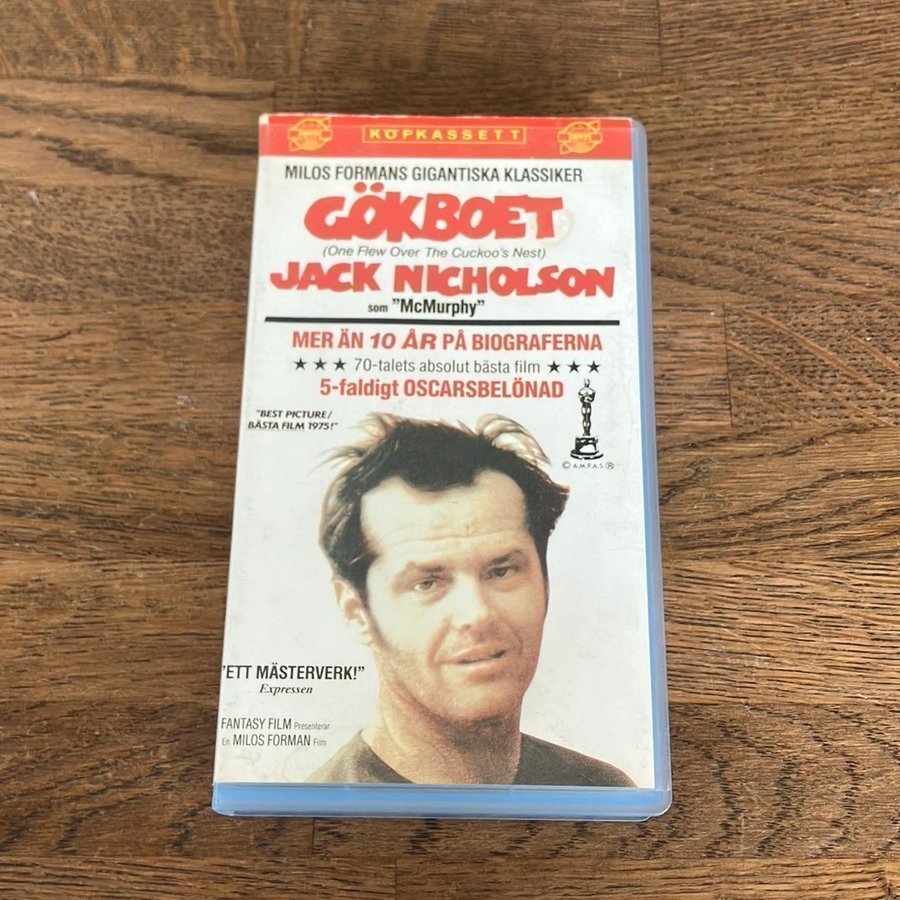 KÖPKASSETT
MILOS FORMANS GIGANTISKA KLASSIKER
GÖKBOET
(One Flew Over The Cuckoo's Nest)
JACK NICHOLSON
som "McMurphy"
MER ÄN 10 ÅR PÅ BIOGRAFERNA
★ ★ ★ 70-talets absolut bästa film ★ ★ ★
5-faldigt OSCARSBELÖNAD
"BEST PICTURE/
BÄSTA FILM 1975!"
© A.M.P.A.S.®
"ETT MÄSTERVERK!"
Expressen
FANTASY FILM Presenterar
En MILOS FORMAN Film